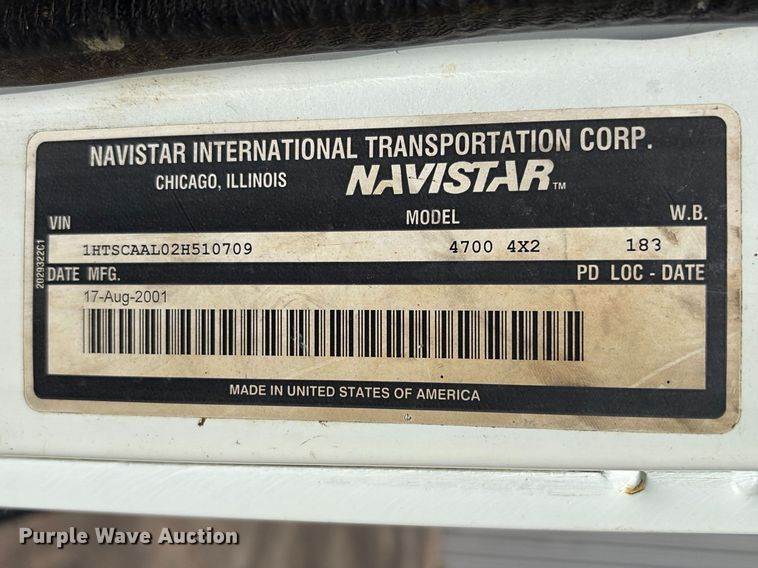 NAVISTAR INTERNATIONAL TRANSPORTATION CORP.
CHICAGO, ILLINOIS NAVISTAR™
VIN MODEL W.B.
1HTSCAAL02H510709 4700 4X2 183
2029322C1
DATE MFG. PD LOC - DATE
17-Aug-2001
MADE IN UNITED STATES OF AMERICA
Purple Wave Auction